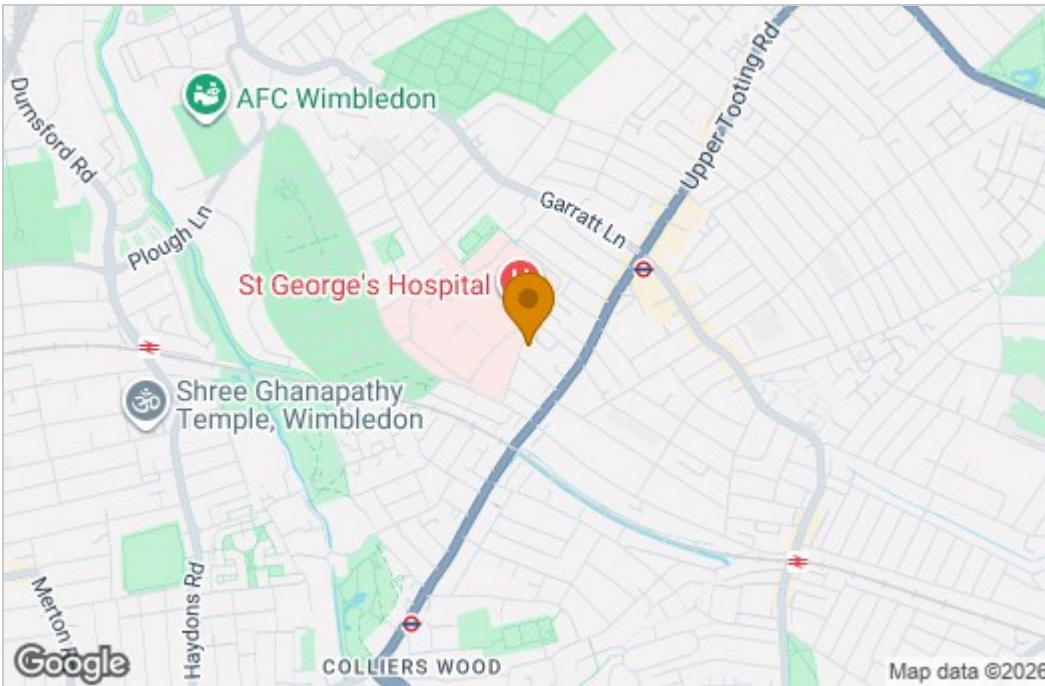 Durnsford Rd
AFC Wimbledon
Upper Tooting Rd
Plough Ln
Garratt Ln
St George's Hospital
Shree Ghanapathy
Temple, Wimbledon
Haydons Rd
Merton
COLLIERS WOOD
Google
Map data ©2026